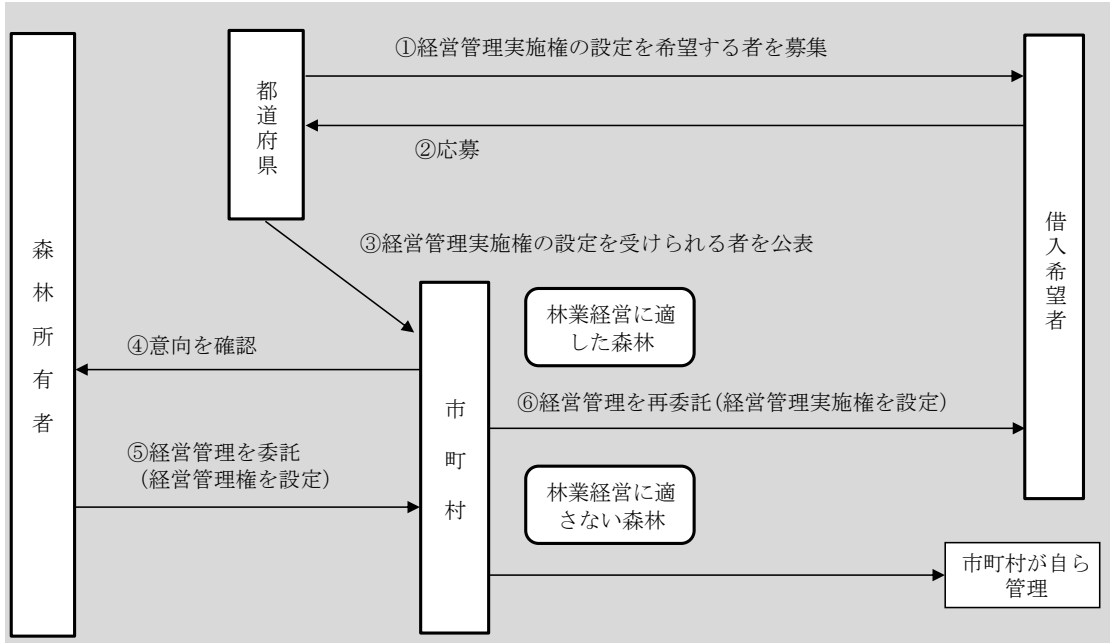 ①経営管理実施権の設定を希望する者を募集
都道府県
②応募
③経営管理実施権の設定を受けられる者を公表
森林所有者
借入希望者
林業経営に適
した森林
④意向を確認
市町村
⑥経営管理を再委託(経営管理実施権を設定)
⑤経営管理を委託
(経営管理権を設定)
林業経営に適
さない森林
市町村が自ら
管理